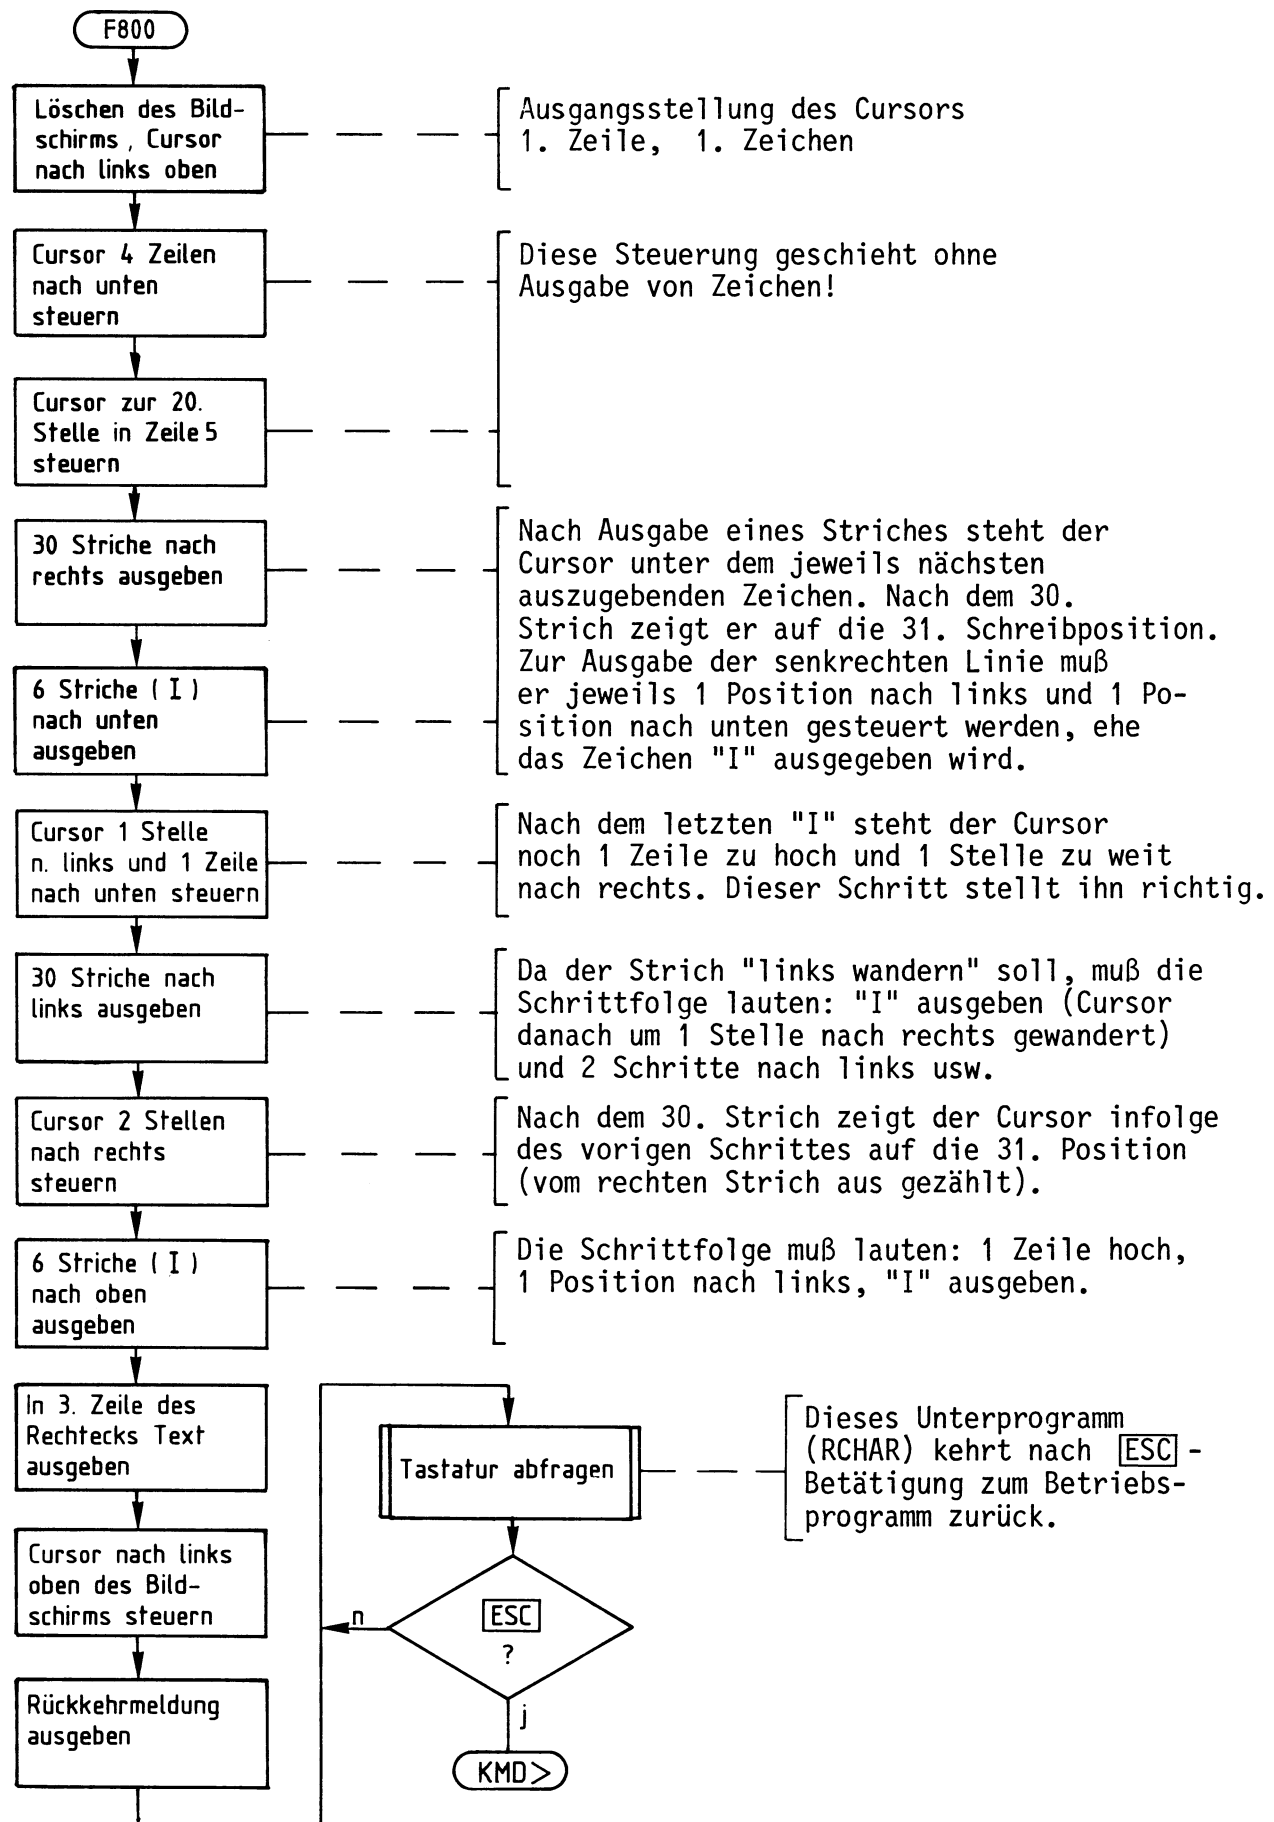 F800
Löschen des Bild-
schirms, Cursor
nach links oben
Ausgangsstellung des Cursors
1. Zeile, 1. Zeichen
Cursor 4 Zeilen
nach unten
steuern
Diese Steuerung geschieht ohne
Ausgabe von Zeichen!
Cursor zur 20.
Stelle in Zeile 5
steuern
30 Striche nach
rechts ausgeben
Nach Ausgabe eines Striches steht der
Cursor unter dem jeweils nächsten
auszugebenden Zeichen. Nach dem 30.
Strich zeigt er auf die 31. Schreibposition.
Zur Ausgabe der senkrechten Linie muß
er jeweils 1 Position nach links und 1 Po-
sition nach unten gesteuert werden, ehe
das Zeichen "I" ausgegeben wird.
6 Striche ( I )
nach unten
ausgeben
Cursor 1 Stelle
n. links und 1 Zeile
nach unten steuern
Nach dem letzten "I" steht der Cursor
noch 1 Zeile zu hoch und 1 Stelle zu weit
nach rechts. Dieser Schritt stellt ihn richtig.
30 Striche nach
links ausgeben
Da der Strich "links wandern" soll, muß die
Schrittfolge lauten: "I" ausgeben (Cursor
danach um 1 Stelle nach rechts gewandert)
und 2 Schritte nach links usw.
Cursor 2 Stellen
nach rechts
steuern
Nach dem 30. Strich zeigt der Cursor infolge
des vorigen Schrittes auf die 31. Position
(vom rechten Strich aus gezählt).
6 Striche ( I )
nach oben
ausgeben
Die Schrittfolge muß lauten: 1 Zeile hoch,
1 Position nach links, "I" ausgeben.
In 3. Zeile des
Rechtecks Text
ausgeben
Cursor nach links
oben des Bild-
schirms steuern
Rückkehrmeldung
ausgeben
Tastatur abfragen
Dieses Unterprogramm
(RCHAR) kehrt nach ESC -
Betätigung zum Betriebs-
programm zurück.
ESC
?
n
j
KMD>